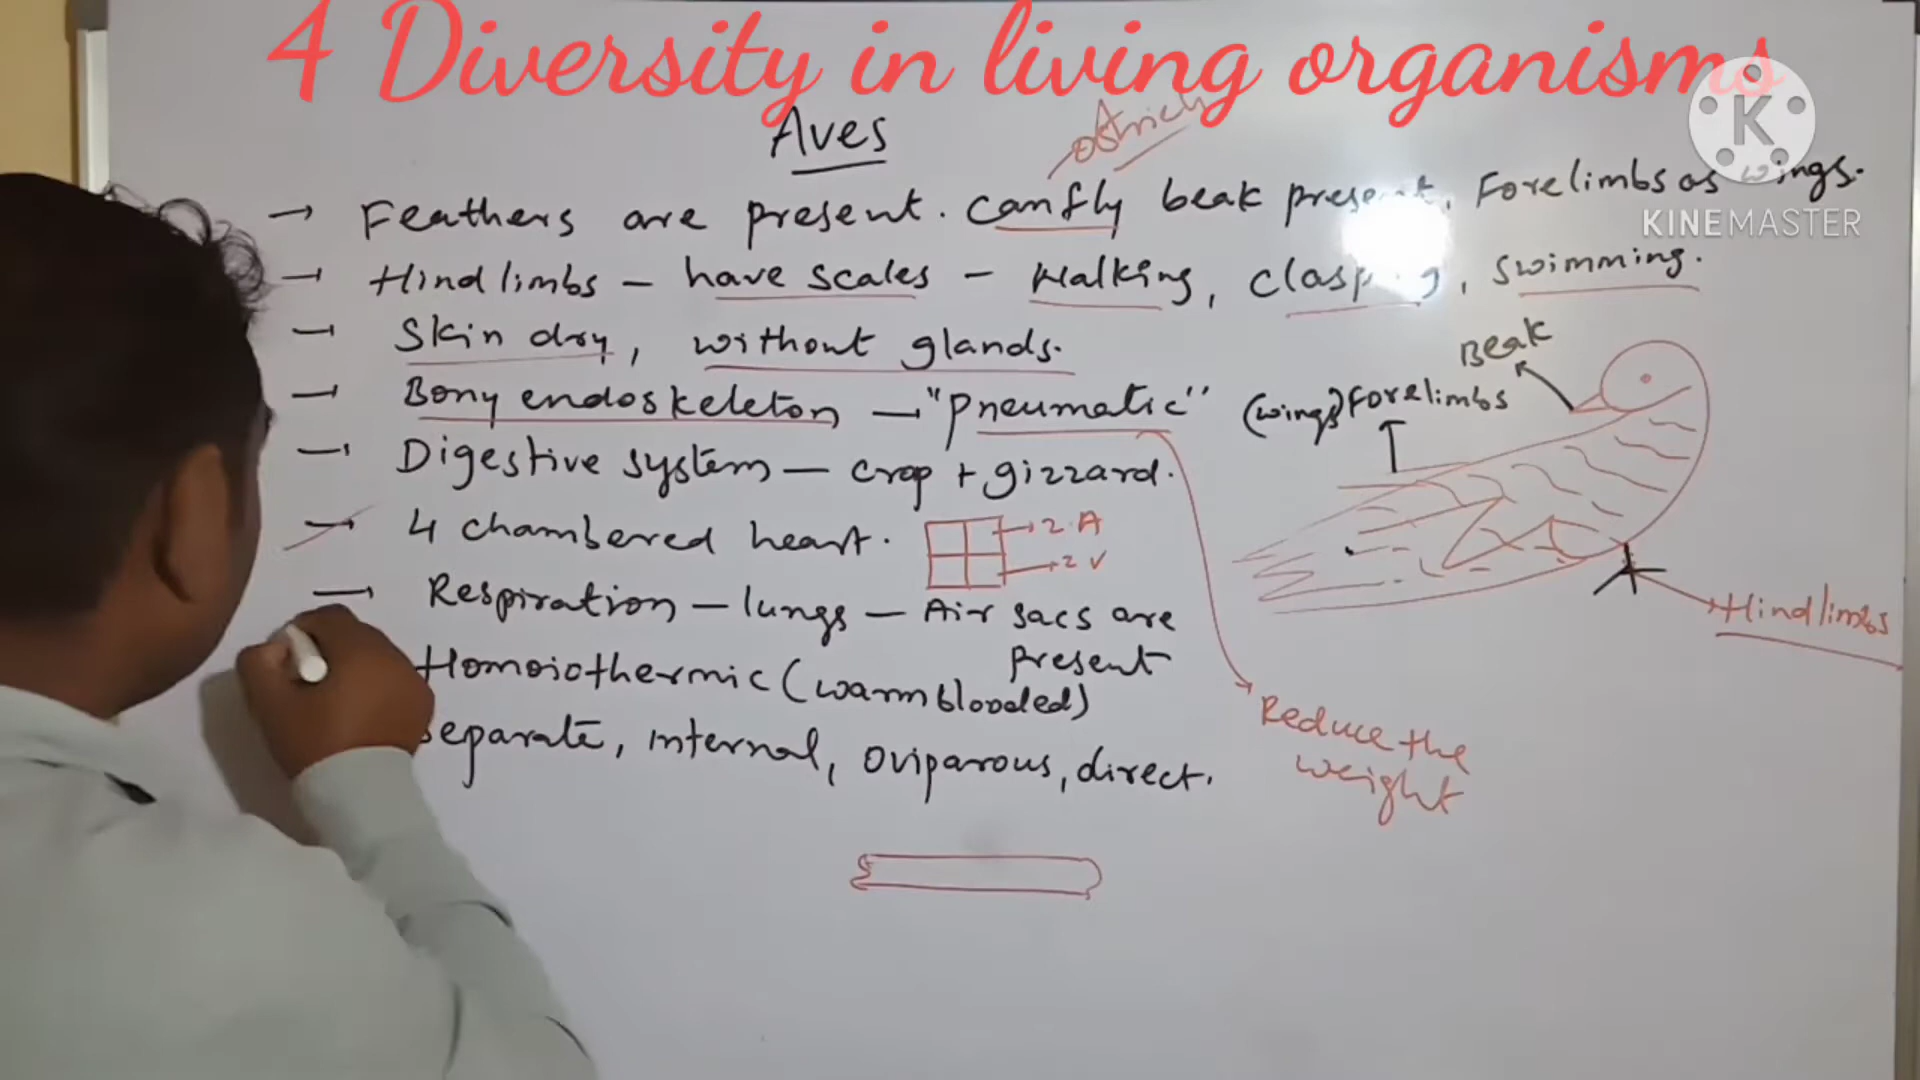 4 Diversity in living organisms
Aves
ostrich
→ Feathers are present. can fly beak present. Forelimbs as wings.
KINEMASTER
→ Hind limbs – have scales – walking, clasping, swimming.
→ Skin dry, without glands.
Beak
→ Bony endoskeleton → "pneumatic"
(wings) Forelimbs
→ Digestive system – crop + gizzard.
→ 4 chambered heart.
→ 2 A
→ 2 V
→ Respiration – lungs – Air sacs are
present
Hind limbs
Homoiothermic (warm blooded)
separate, internal, oviparous, direct.
Reduce the
weight